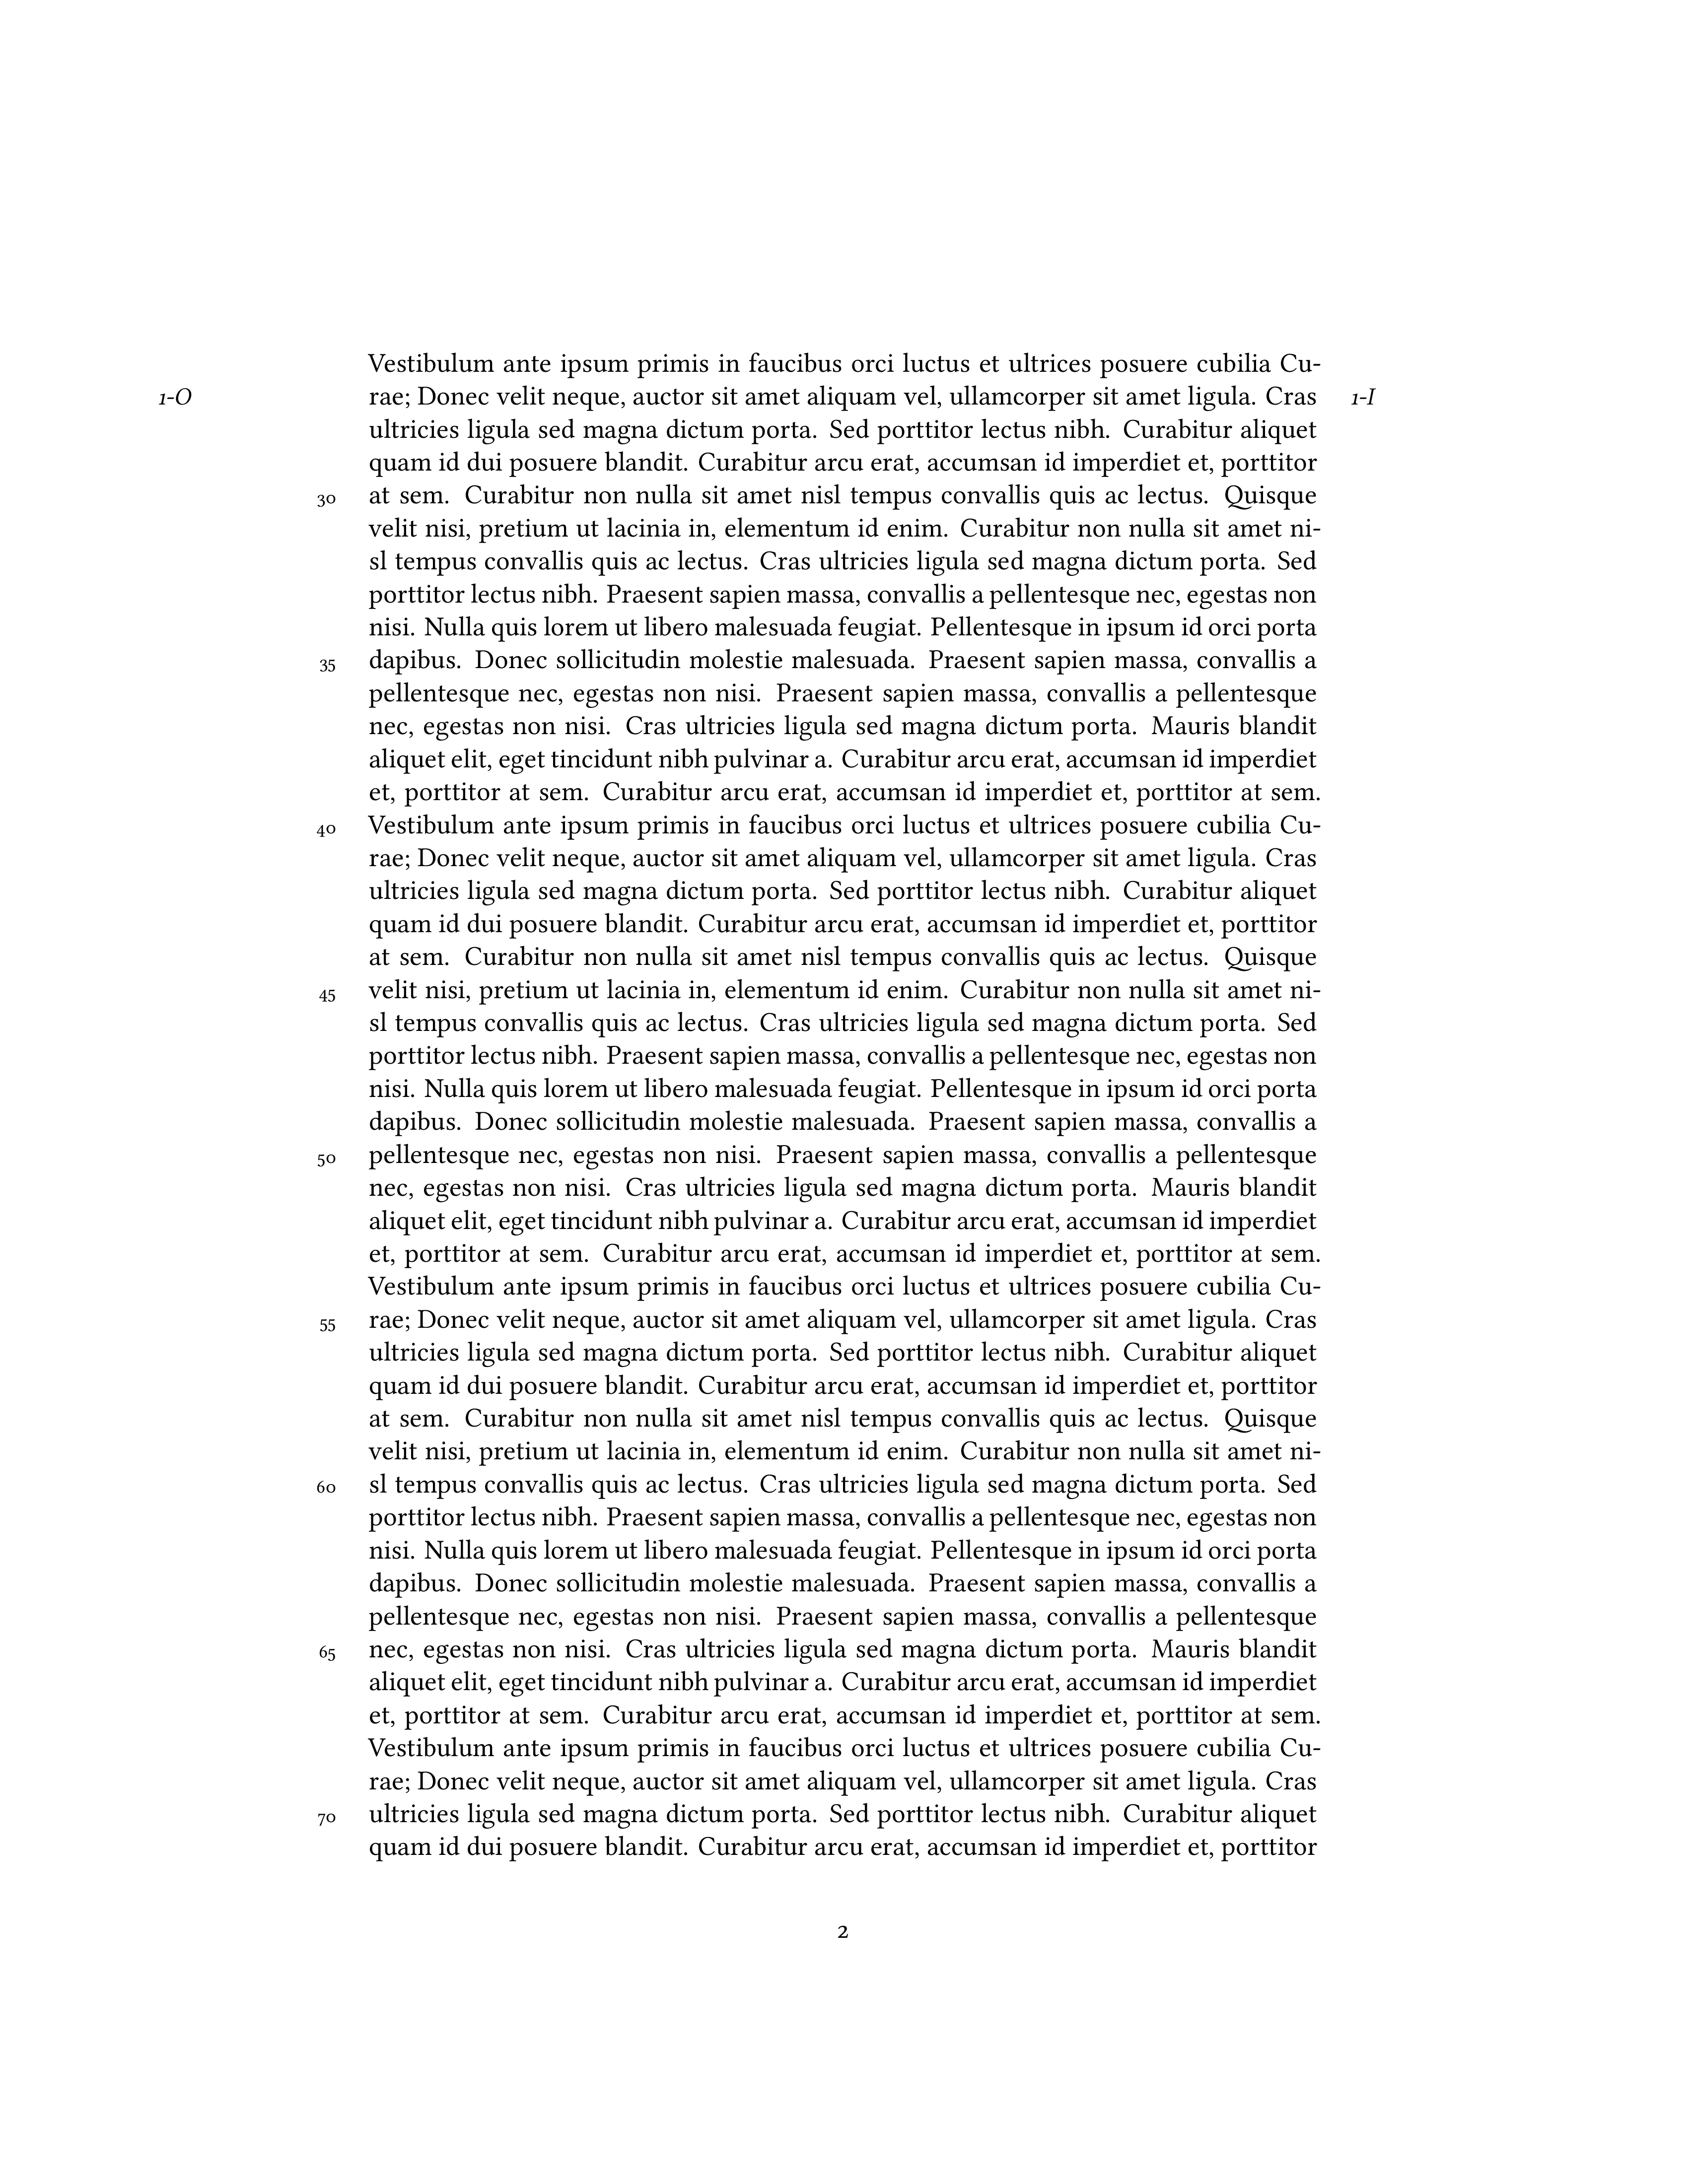 Vestibulum ante ipsum primis in faucibus orci luctus et ultrices posuere cubilia Cu-
1-O rae; Donec velit neque, auctor sit amet aliquam vel, ullamcorper sit amet ligula. Cras 1-I
ultricies ligula sed magna dictum porta. Sed porttitor lectus nibh. Curabitur aliquet
quam id dui posuere blandit. Curabitur arcu erat, accumsan id imperdiet et, porttitor
30 at sem. Curabitur non nulla sit amet nisl tempus convallis quis ac lectus. Quisque
velit nisi, pretium ut lacinia in, elementum id enim. Curabitur non nulla sit amet ni-
sl tempus convallis quis ac lectus. Cras ultricies ligula sed magna dictum porta. Sed
porttitor lectus nibh. Praesent sapien massa, convallis a pellentesque nec, egestas non
nisi. Nulla quis lorem ut libero malesuada feugiat. Pellentesque in ipsum id orci porta
35 dapibus. Donec sollicitudin molestie malesuada. Praesent sapien massa, convallis a
pellentesque nec, egestas non nisi. Praesent sapien massa, convallis a pellentesque
nec, egestas non nisi. Cras ultricies ligula sed magna dictum porta. Mauris blandit
aliquet elit, eget tincidunt nibh pulvinar a. Curabitur arcu erat, accumsan id imperdiet
et, porttitor at sem. Curabitur arcu erat, accumsan id imperdiet et, porttitor at sem.
40 Vestibulum ante ipsum primis in faucibus orci luctus et ultrices posuere cubilia Cu-
rae; Donec velit neque, auctor sit amet aliquam vel, ullamcorper sit amet ligula. Cras
ultricies ligula sed magna dictum porta. Sed porttitor lectus nibh. Curabitur aliquet
quam id dui posuere blandit. Curabitur arcu erat, accumsan id imperdiet et, porttitor
at sem. Curabitur non nulla sit amet nisl tempus convallis quis ac lectus. Quisque
45 velit nisi, pretium ut lacinia in, elementum id enim. Curabitur non nulla sit amet ni-
sl tempus convallis quis ac lectus. Cras ultricies ligula sed magna dictum porta. Sed
porttitor lectus nibh. Praesent sapien massa, convallis a pellentesque nec, egestas non
nisi. Nulla quis lorem ut libero malesuada feugiat. Pellentesque in ipsum id orci porta
dapibus. Donec sollicitudin molestie malesuada. Praesent sapien massa, convallis a
50 pellentesque nec, egestas non nisi. Praesent sapien massa, convallis a pellentesque
nec, egestas non nisi. Cras ultricies ligula sed magna dictum porta. Mauris blandit
aliquet elit, eget tincidunt nibh pulvinar a. Curabitur arcu erat, accumsan id imperdiet
et, porttitor at sem. Curabitur arcu erat, accumsan id imperdiet et, porttitor at sem.
Vestibulum ante ipsum primis in faucibus orci luctus et ultrices posuere cubilia Cu-
55 rae; Donec velit neque, auctor sit amet aliquam vel, ullamcorper sit amet ligula. Cras
ultricies ligula sed magna dictum porta. Sed porttitor lectus nibh. Curabitur aliquet
quam id dui posuere blandit. Curabitur arcu erat, accumsan id imperdiet et, porttitor
at sem. Curabitur non nulla sit amet nisl tempus convallis quis ac lectus. Quisque
velit nisi, pretium ut lacinia in, elementum id enim. Curabitur non nulla sit amet ni-
60 sl tempus convallis quis ac lectus. Cras ultricies ligula sed magna dictum porta. Sed
porttitor lectus nibh. Praesent sapien massa, convallis a pellentesque nec, egestas non
nisi. Nulla quis lorem ut libero malesuada feugiat. Pellentesque in ipsum id orci porta
dapibus. Donec sollicitudin molestie malesuada. Praesent sapien massa, convallis a
pellentesque nec, egestas non nisi. Praesent sapien massa, convallis a pellentesque
65 nec, egestas non nisi. Cras ultricies ligula sed magna dictum porta. Mauris blandit
aliquet elit, eget tincidunt nibh pulvinar a. Curabitur arcu erat, accumsan id imperdiet
et, porttitor at sem. Curabitur arcu erat, accumsan id imperdiet et, porttitor at sem.
Vestibulum ante ipsum primis in faucibus orci luctus et ultrices posuere cubilia Cu-
rae; Donec velit neque, auctor sit amet aliquam vel, ullamcorper sit amet ligula. Cras
70 ultricies ligula sed magna dictum porta. Sed porttitor lectus nibh. Curabitur aliquet
quam id dui posuere blandit. Curabitur arcu erat, accumsan id imperdiet et, porttitor
2